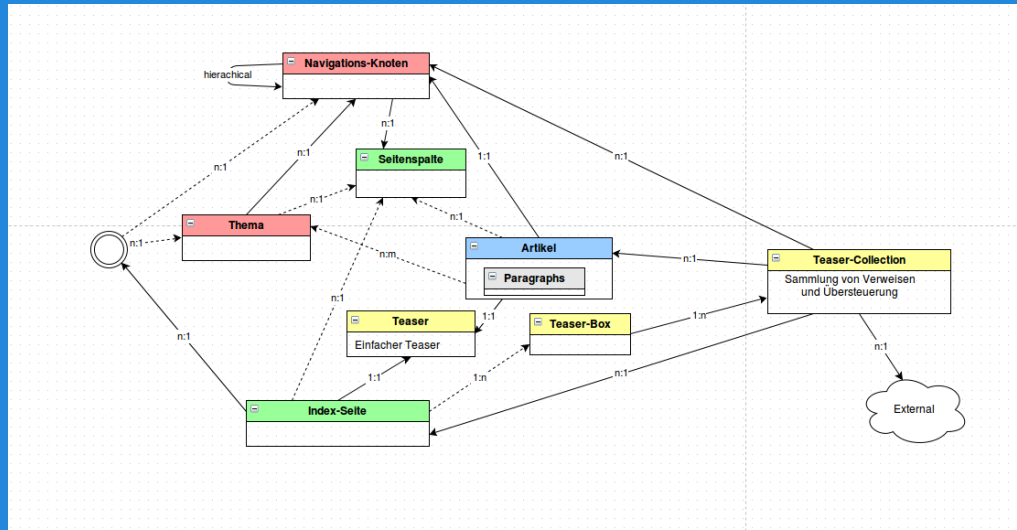 Navigations-Knoten
hierachical
n:1
n:1
1:1
n:1
Seitenspalte
n:1
n:1
n:1
Thema
n:1
n:m
Artikel
Paragraphs
n:1
Teaser-Collection
Sammlung von Verweisen
und Übersteuerung
n:1
1:1
1:n
Teaser
Einfacher Teaser
Teaser-Box
n:1
n:1
1:1
1:n
n:1
Index-Seite
External